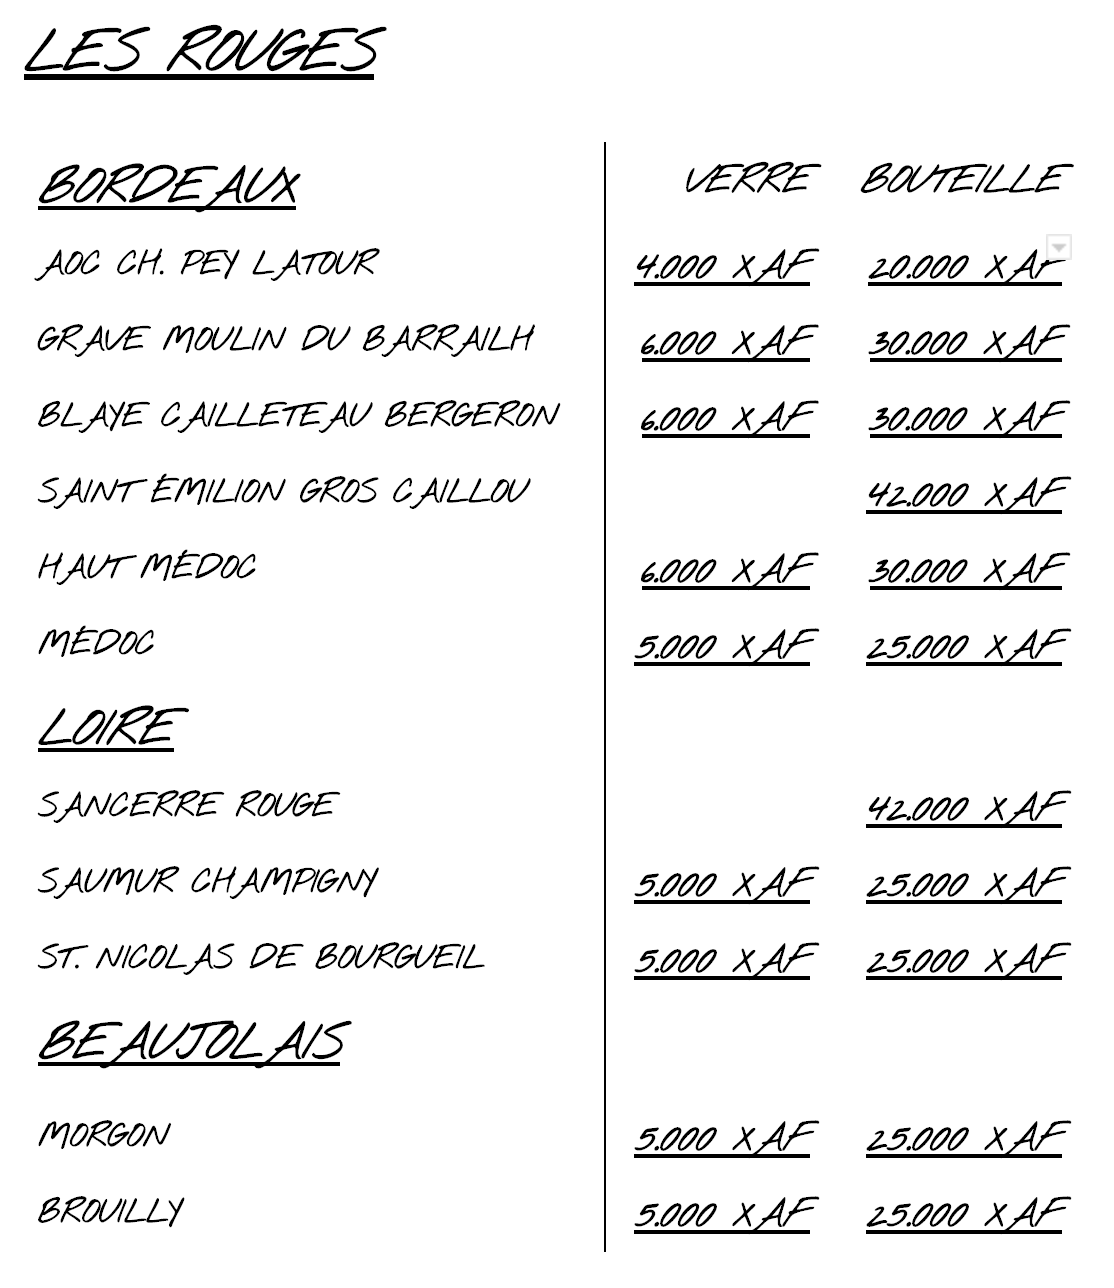 LES ROUGES
BORDEAUX VERRE BOUTEILLE
AOC CH. PEY LATOUR 4.000 XAF 20.000 XAF
GRAVE MOULIN DU BARRAILH 6.000 XAF 30.000 XAF
BLAYE CAILLETEAU BERGERON 6.000 XAF 30.000 XAF
SAINT ÉMILION GROS CAILLOU 42.000 XAF
HAUT MÉDOC 6.000 XAF 30.000 XAF
MÉDOC 5.000 XAF 25.000 XAF
LOIRE
SANCERRE ROUGE 42.000 XAF
SAUMUR CHAMPIGNY 5.000 XAF 25.000 XAF
ST. NICOLAS DE BOURGUEIL 5.000 XAF 25.000 XAF
BEAUJOLAIS
MORGON 5.000 XAF 25.000 XAF
BROUILLY 5.000 XAF 25.000 XAF